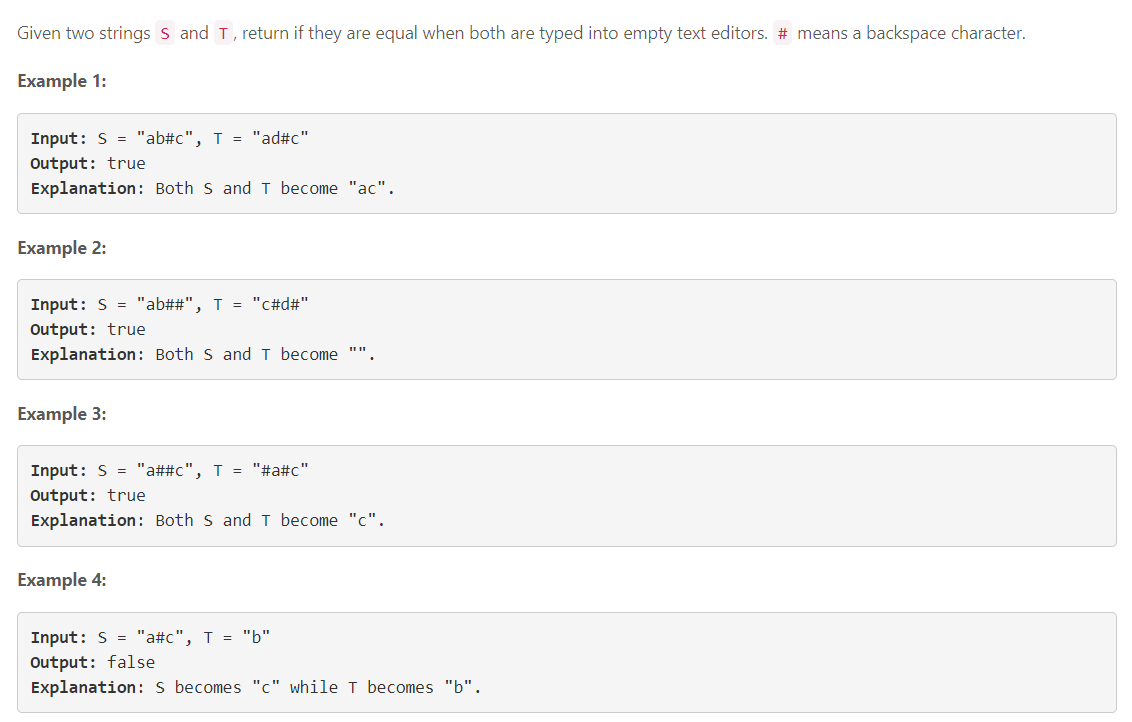 Given two strings S and T, return if they are equal when both are typed into empty text editors. # means a backspace character.
Example 1:
Input: S = "ab#c", T = "ad#c"
Output: true
Explanation: Both S and T become "ac".
Example 2:
Input: S = "ab##", T = "c#d#"
Output: true
Explanation: Both S and T become "".
Example 3:
Input: S = "a##c", T = "#a#c"
Output: true
Explanation: Both S and T become "c".
Example 4:
Input: S = "a#c", T = "b"
Output: false
Explanation: S becomes "c" while T becomes "b".